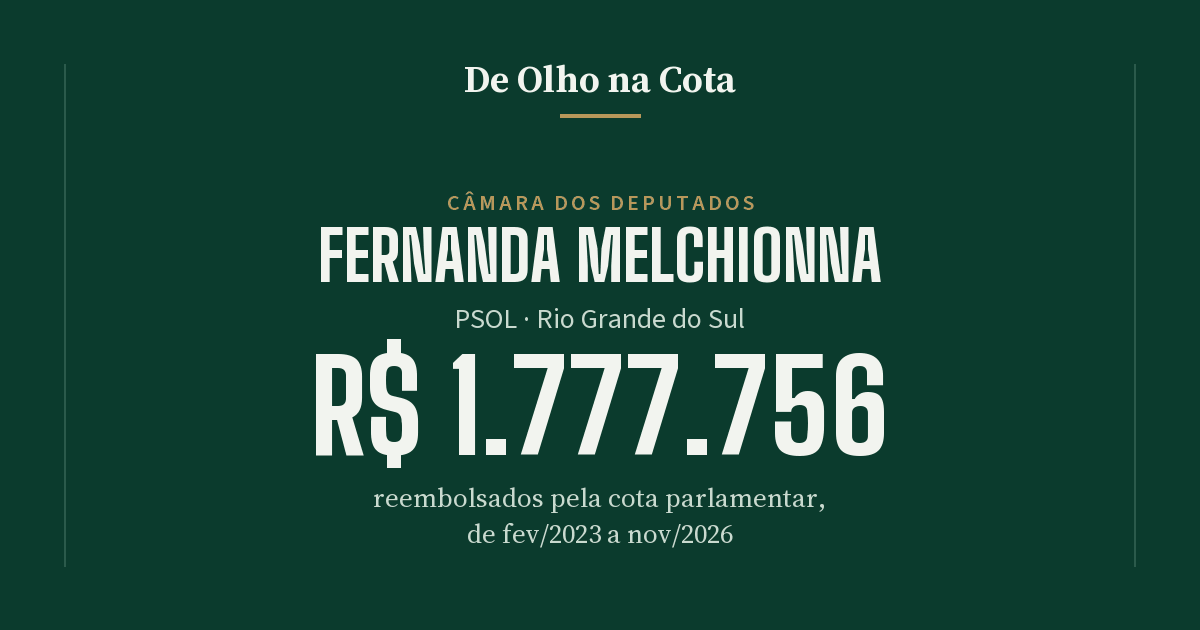 De Olho na Cota
CÂMARA DOS DEPUTADOS
FERNANDA MELCHIONNA
PSOL · Rio Grande do Sul
R$ 1.777.756
reembolsados pela cota parlamentar,
de fev/2023 a nov/2026